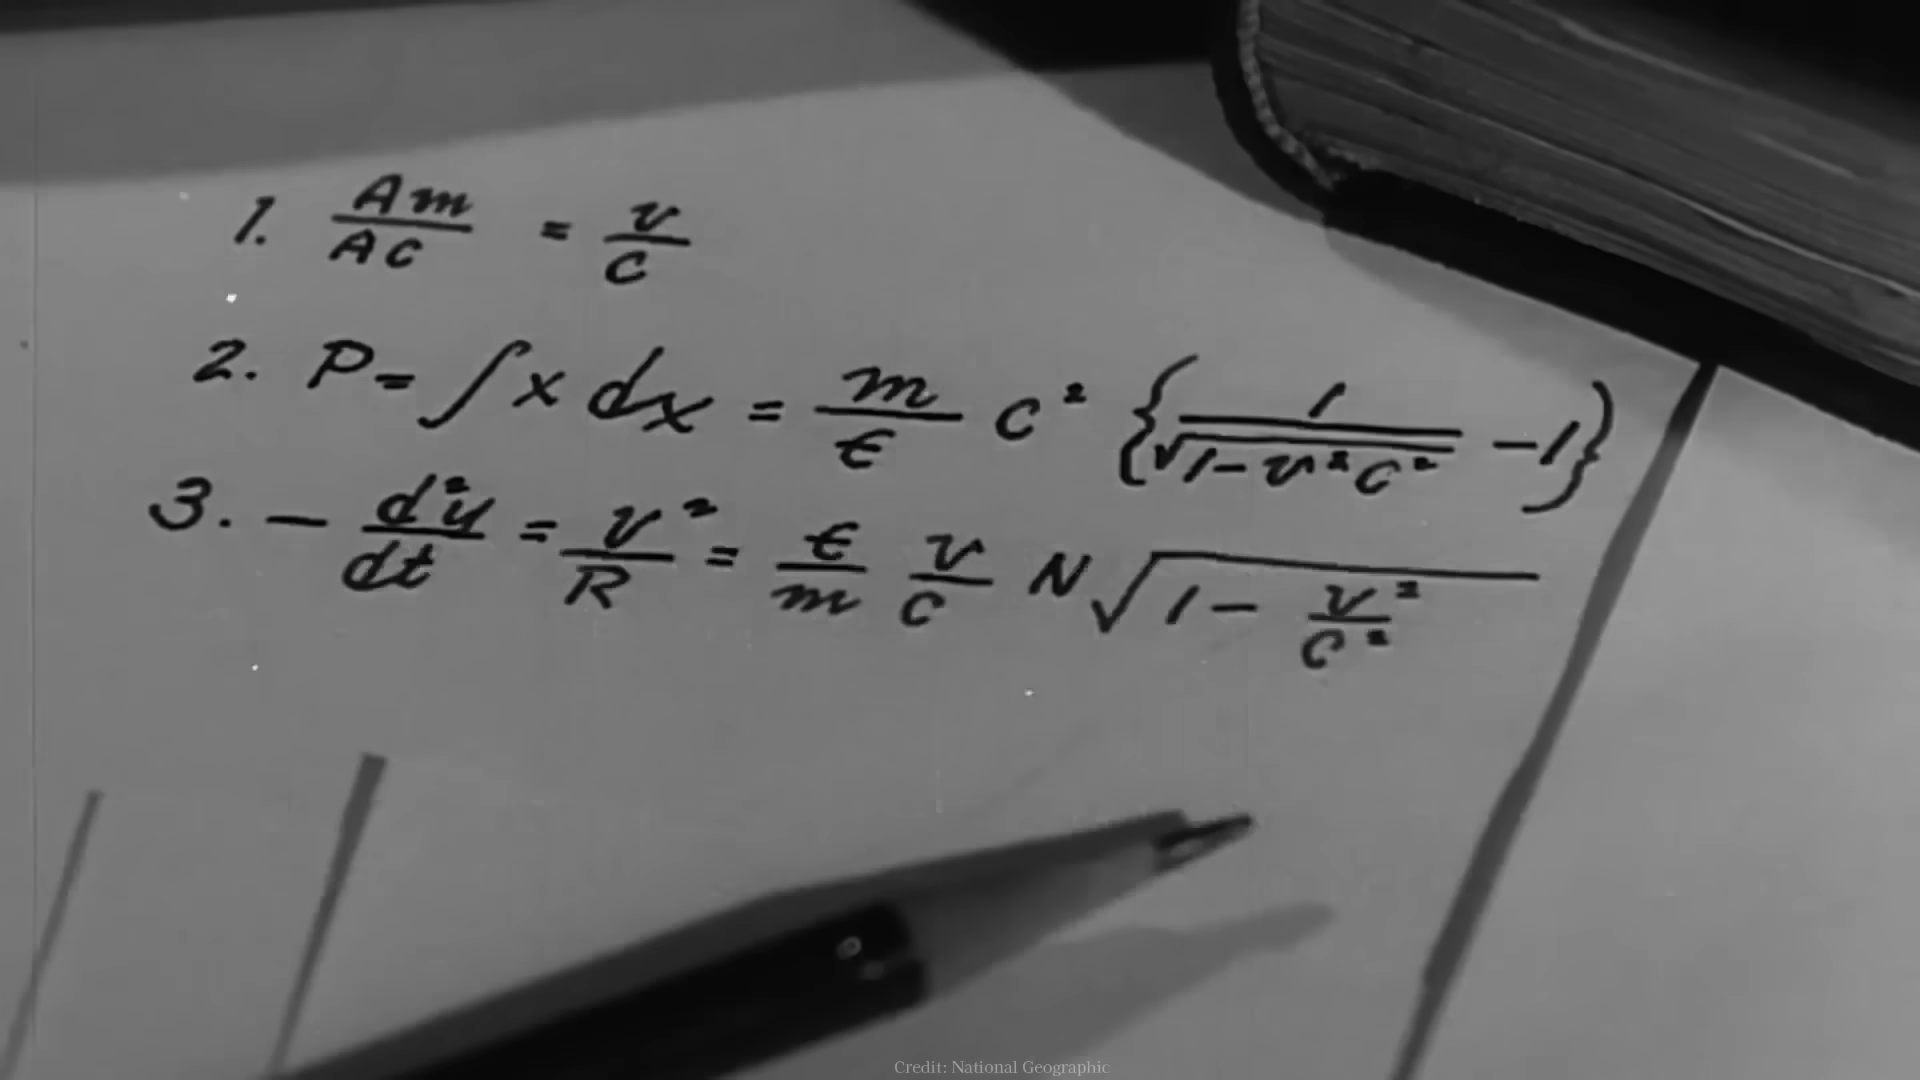 1. Am/Ac = v/c
2. P = ∫x dx = m/ϵ c² {1/√1-v²c² -1}
3. - d²y/dt = v²/R = ϵ/m v/c N√1 - v²/c²
Credit: National Geographic